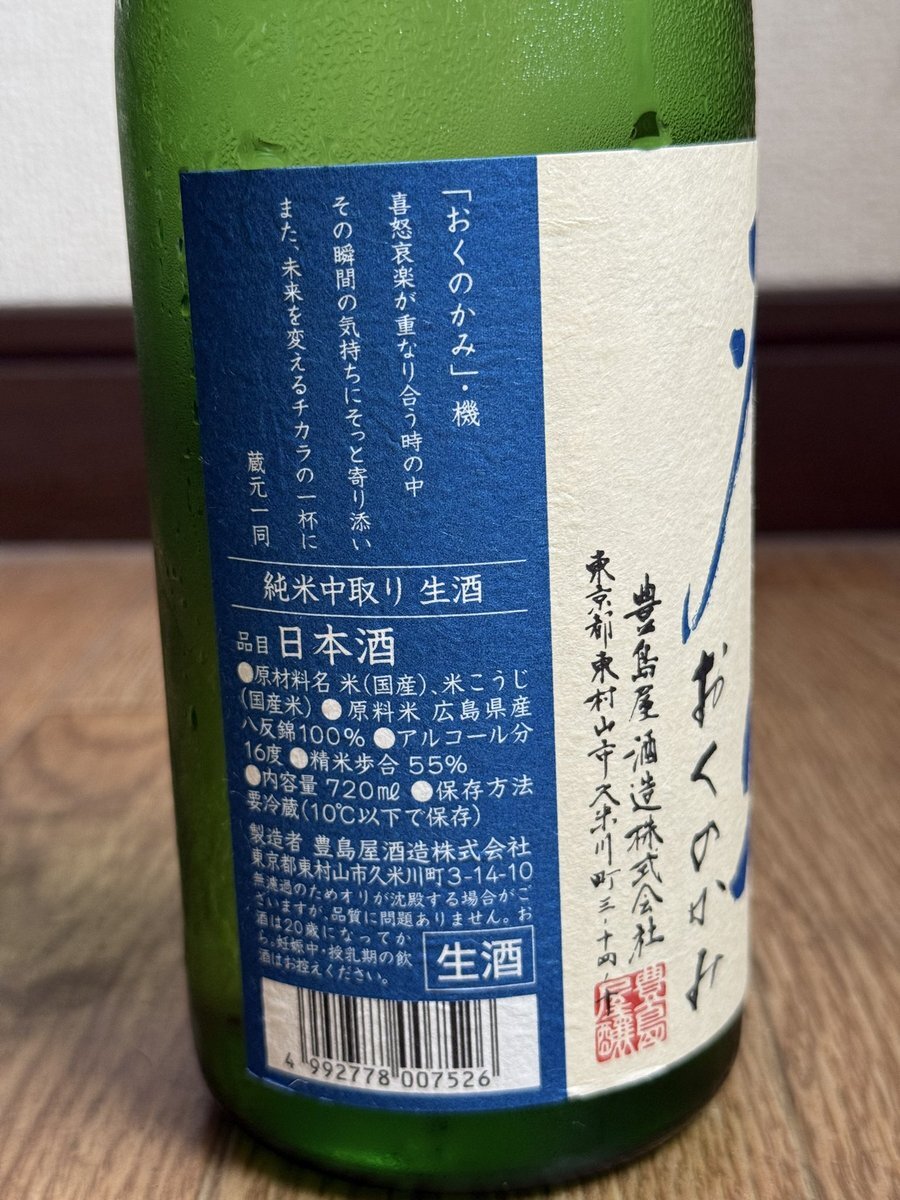 「おくのかみ」・機
喜怒哀楽が重なり合う時の中
その瞬間の気持ちにそっと寄り添い
また、未来を変えるチカラの一杯に
蔵元一同
純米中取り 生酒
品目 日本酒
●原材料名 米(国産)、米こうじ
(国産米) ●原料米 広島県産
八反錦100% ●アルコール分
16度 ●精米歩合 55%
●内容量 720mℓ ●保存方法
要冷蔵(10℃以下で保存)
製造者 豊島屋酒造株式会社
東京都東村山市久米川町3-14-10
無濾過のためオリが沈殿する場合がご
ざいますが、品質に問題ありません。お
酒は20歳になってか
ら。妊娠中・授乳期の飲
酒はお控えください。
生酒
4 992778 007526
おくのかみ
豊島屋酒造株式会社
東京都東村山市久米川町三・十四・十
豊島
屋醸